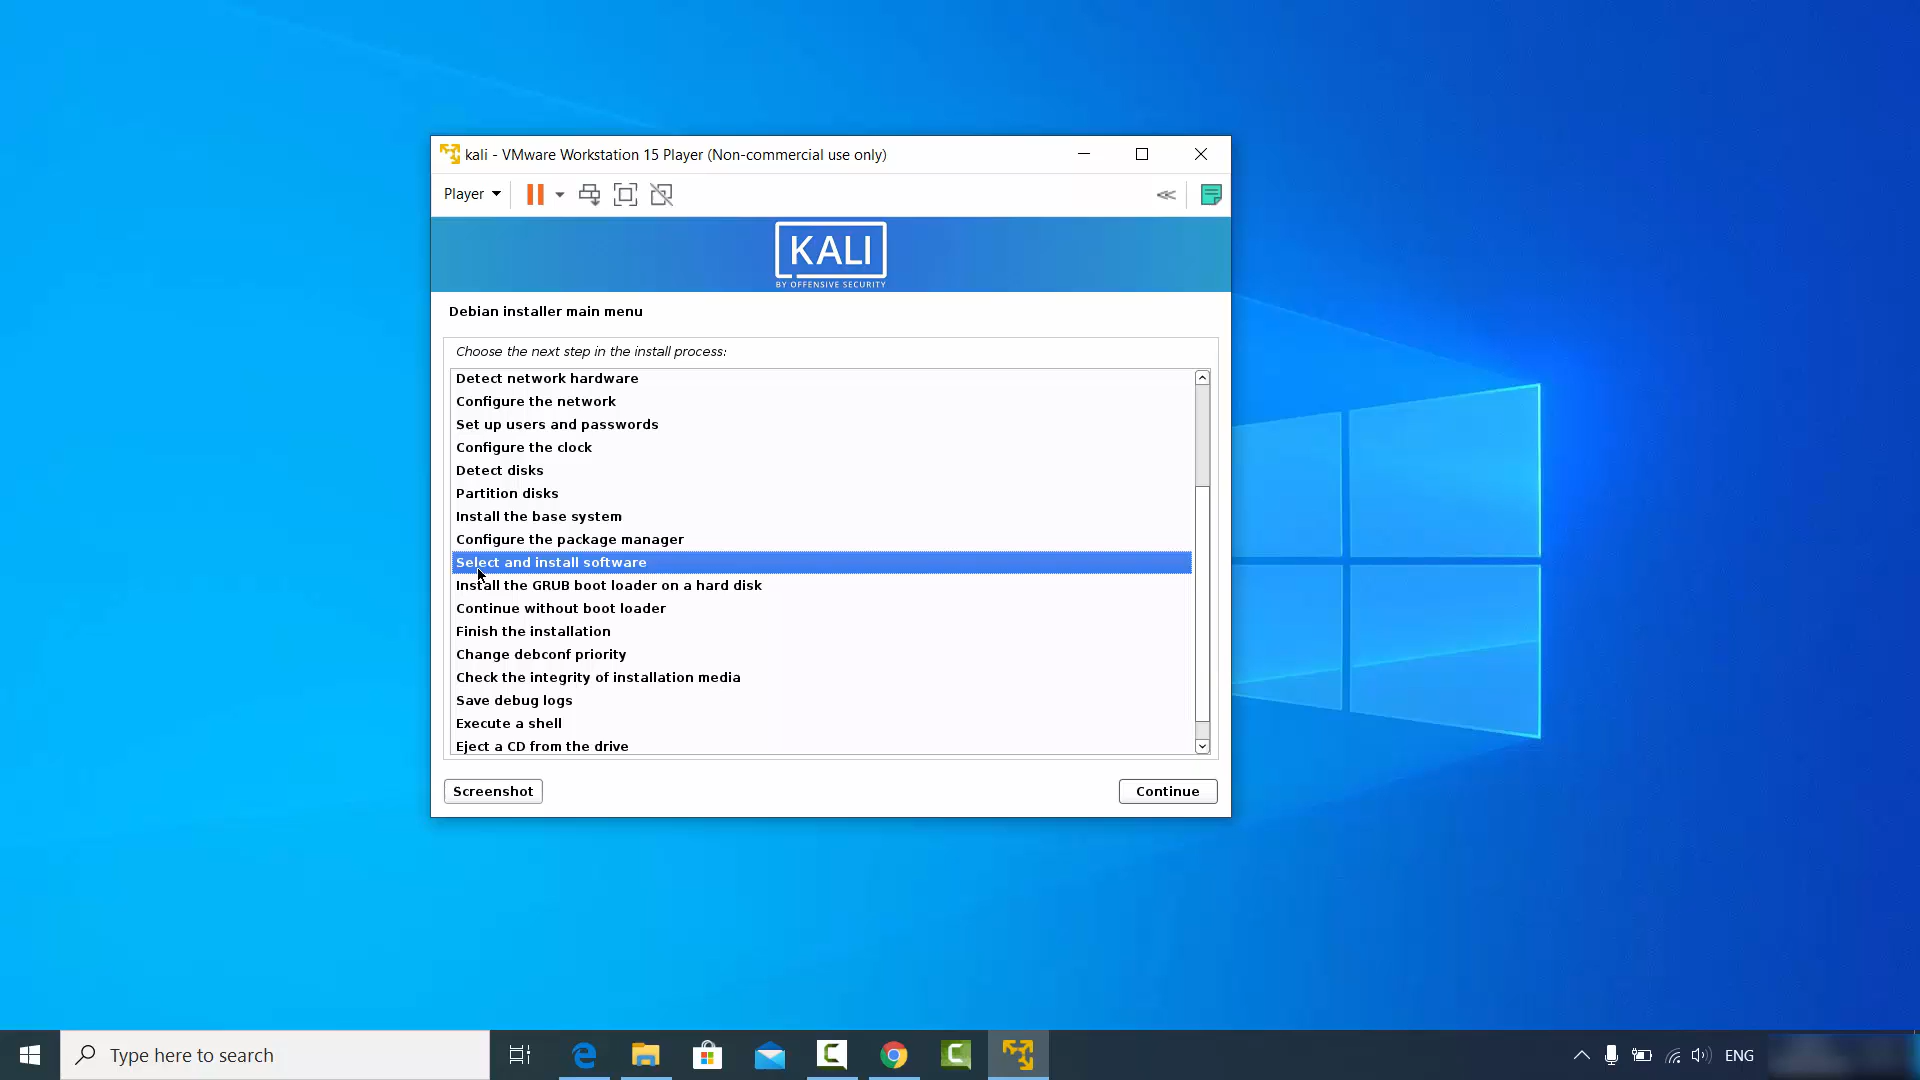 kali - VMware Workstation 15 Player (Non-commercial use only)
Player
KALI
BY OFFENSIVE SECURITY
Debian installer main menu
Choose the next step in the install process:
Detect network hardware
Configure the network
Set up users and passwords
Configure the clock
Detect disks
Partition disks
Install the base system
Configure the package manager
Select and install software
Install the GRUB boot loader on a hard disk
Continue without boot loader
Finish the installation
Change debconf priority
Check the integrity of installation media
Save debug logs
Execute a shell
Eject a CD from the drive
Screenshot
Continue
Type here to search
ENG